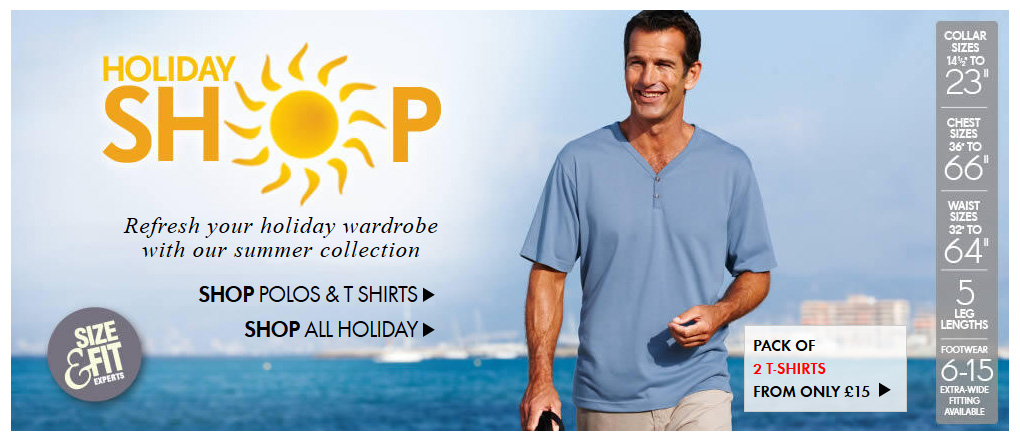 HOLIDAY
SHOP
Refresh your holiday wardrobe
with our summer collection
SHOP POLOS & T SHIRTS
SHOP ALL HOLIDAY
SIZE
& FIT
EXPERTS
PACK OF
2 T-SHIRTS
FROM ONLY £15
COLLAR
SIZES
14½" TO
23"
CHEST
SIZES
36" TO
66"
WAIST
SIZES
32" TO
64"
5
LEG
LENGTHS
FOOTWEAR
6-15
EXTRA-WIDE
FITTING
AVAILABLE